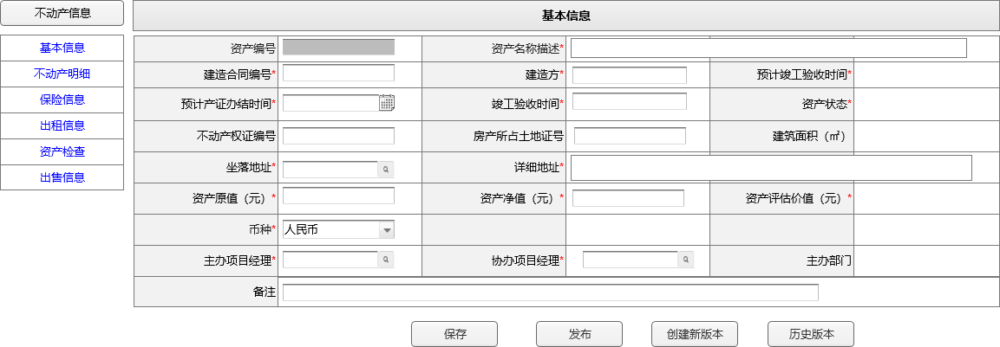 不动产信息
基本信息
不动产明细
保险信息
出租信息
资产检查
出售信息
基本信息
资产编号 资产名称描述*
建造合同编号* 建造方* 预计竣工验收时间*
预计产证办结时间* 竣工验收时间* 资产状态*
不动产权证编号 房产所占土地证号 建筑面积（㎡）
坐落地址* 详细地址*
资产原值（元）* 资产净值（元）* 资产评估价值（元）*
币种* 人民币
主办项目经理* 协办项目经理* 主办部门
备注
保存 发布 创建新版本 历史版本